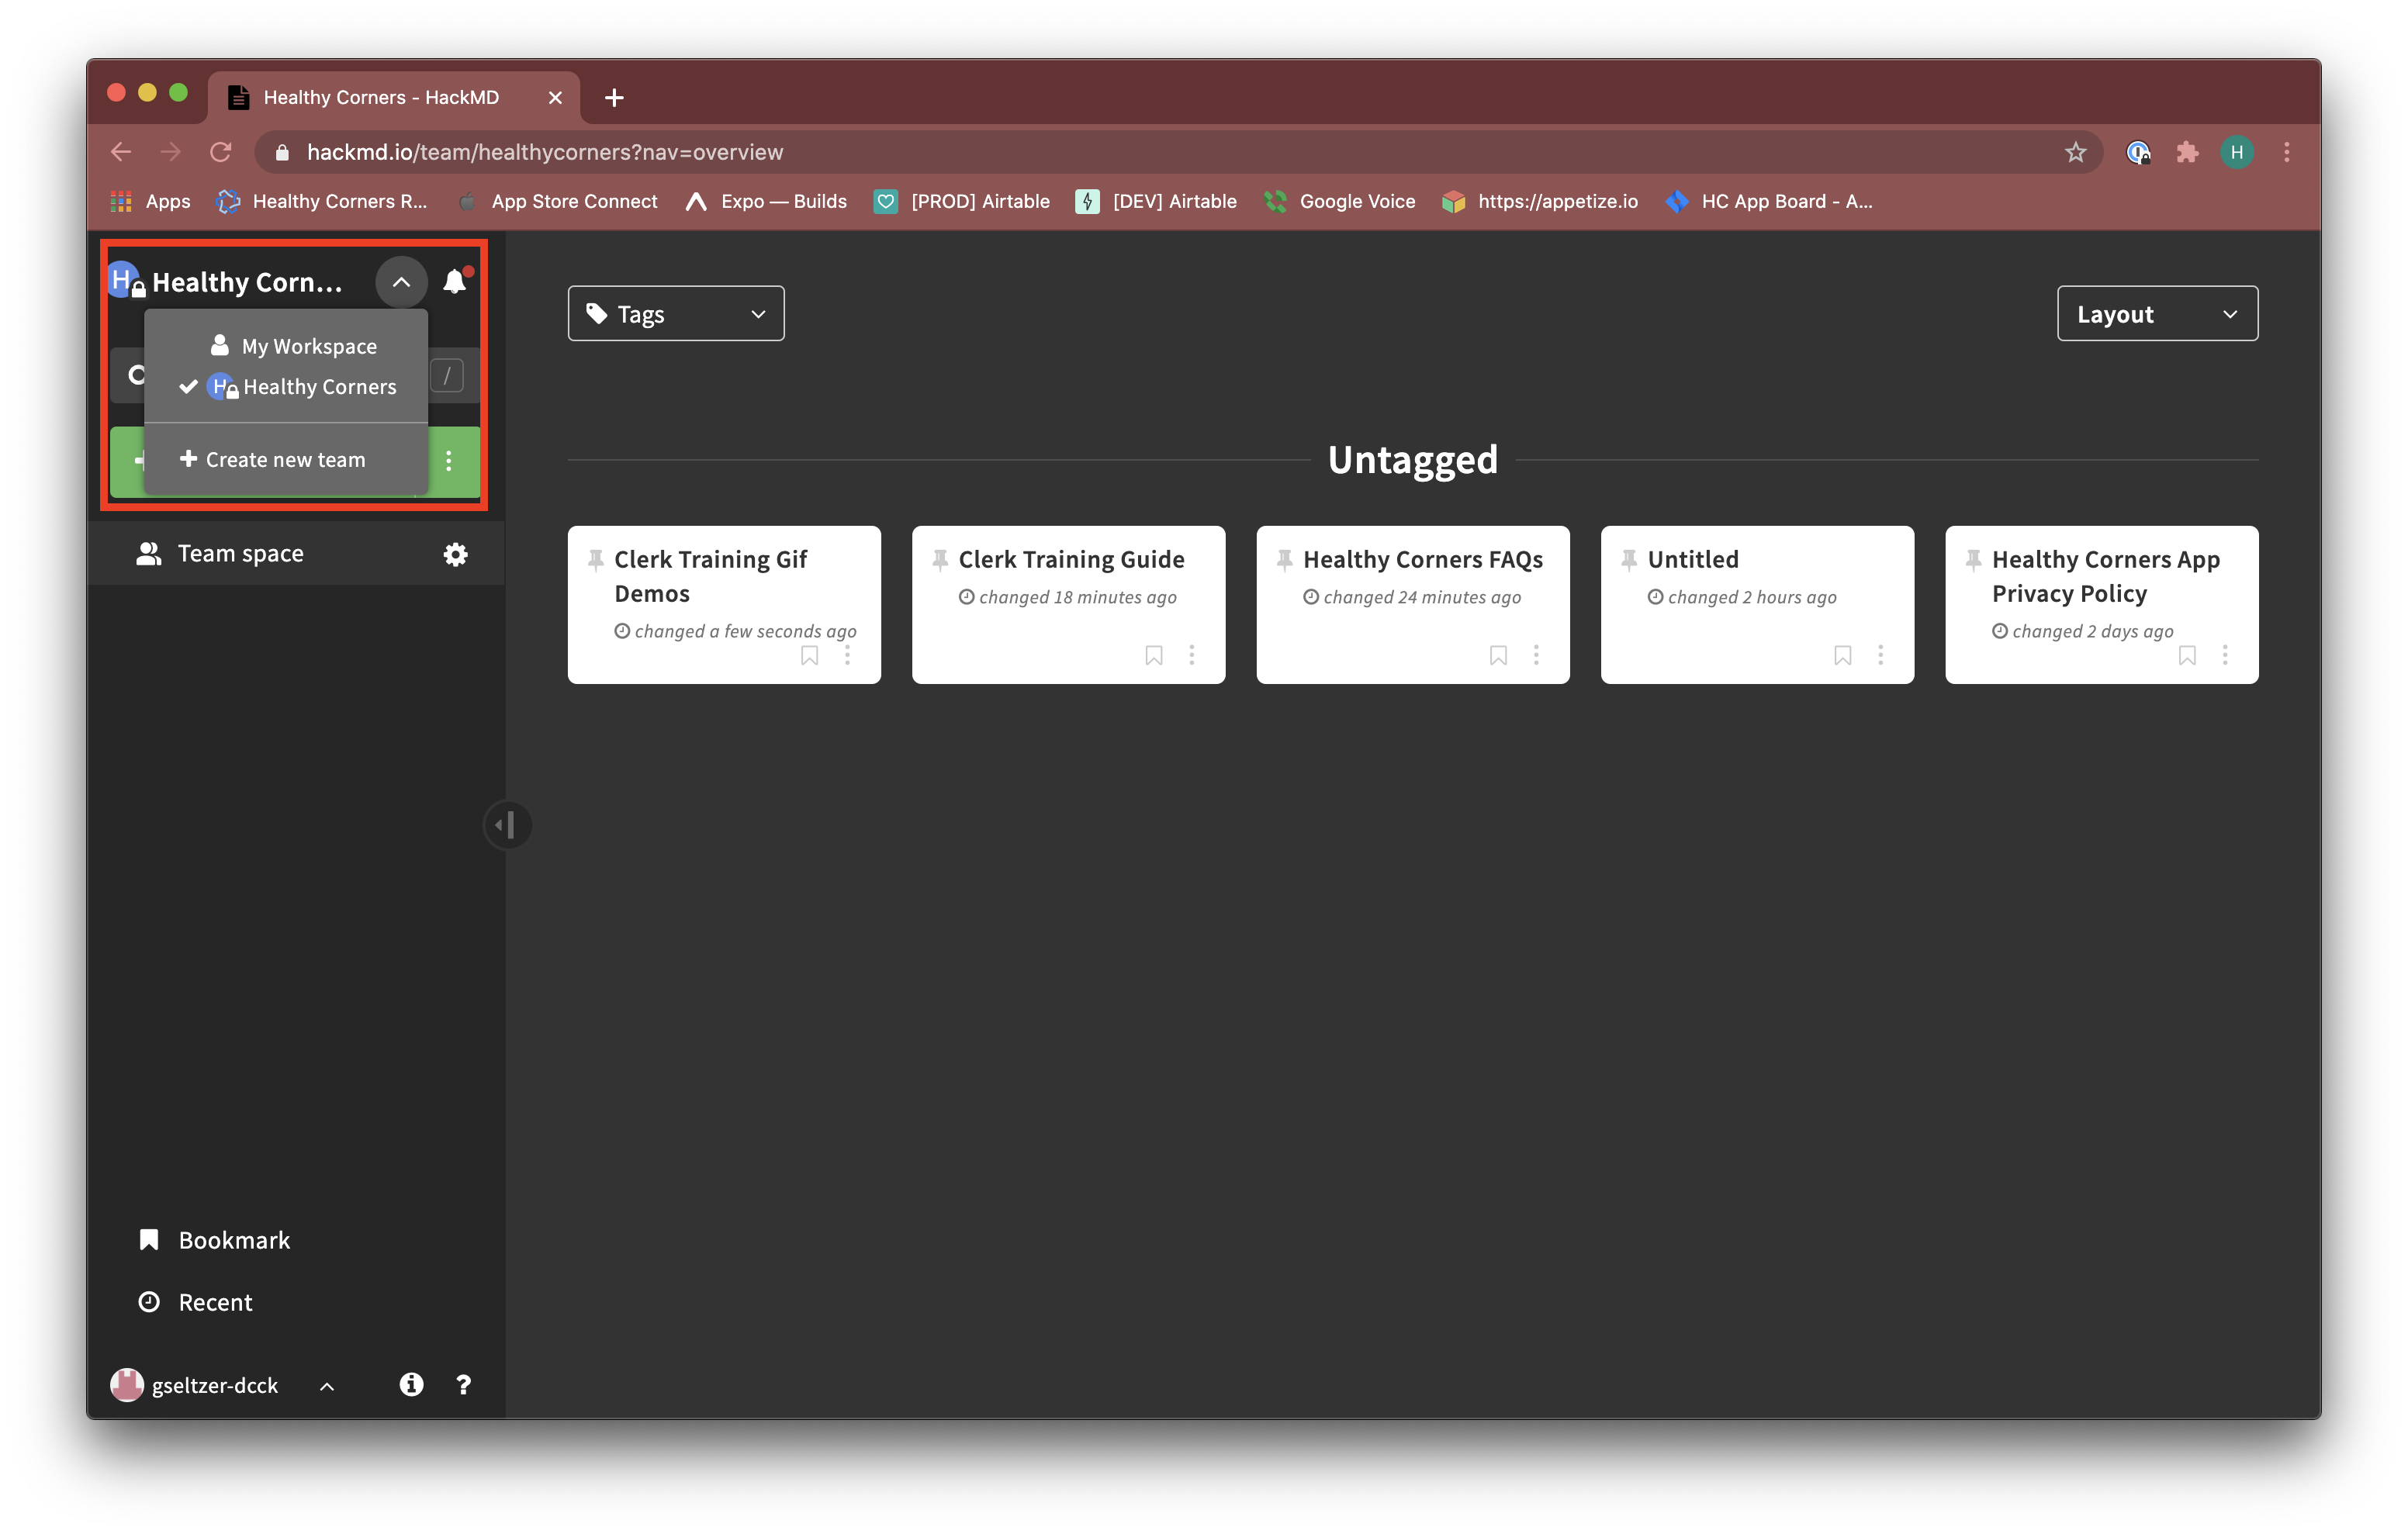 Healthy Corners - HackMD
hackmd.io/team/healthycorners?nav=overview
H
Apps
Healthy Corners R...
App Store Connect
Expo — Builds
[PROD] Airtable
[DEV] Airtable
Google Voice
https://appetize.io
HC App Board - A...
H Healthy Corn...
My Workspace
H Healthy Corners
/
Create new team
Team space
Bookmark
Recent
gseltzer-dcck
Tags
Layout
Untagged
Clerk Training Gif
Demos
changed a few seconds ago
Clerk Training Guide
changed 18 minutes ago
Healthy Corners FAQs
changed 24 minutes ago
Untitled
changed 2 hours ago
Healthy Corners App
Privacy Policy
changed 2 days ago